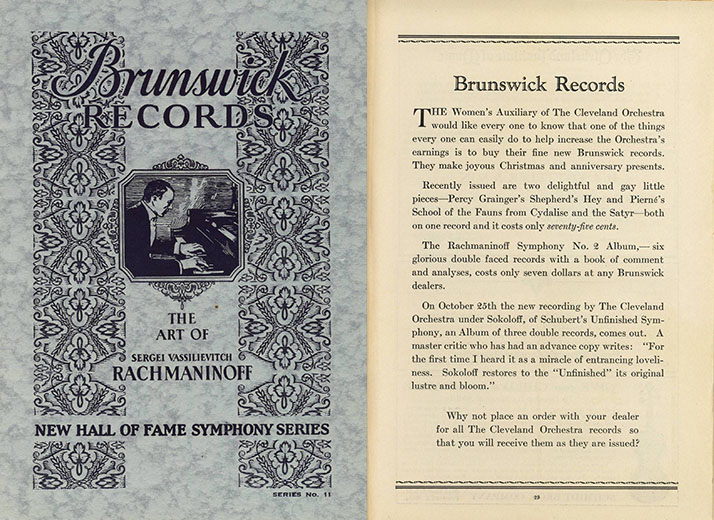 Brunswick
RECORDS
THE
ART OF
SERGEI VASSILIEVITCH
RACHMANINOFF
NEW HALL OF FAME SYMPHONY SERIES
SERIES No. 11
Brunswick Records
THE Women's Auxiliary of The Cleveland Orchestra
would like every one to know that one of the things
every one can easily do to help increase the Orchestra's
earnings is to buy their fine new Brunswick records.
They make joyous Christmas and anniversary presents.
Recently issued are two delightful and gay little
pieces—Percy Grainger's Shepherd's Hey and Pierné's
School of the Fauns from Cydalise and the Satyr—both
on one record and it costs only seventy-five cents.
The Rachmaninoff Symphony No. 2 Album,— six
glorious double faced records with a book of comment
and analyses, costs only seven dollars at any Brunswick
dealers.
On October 25th the new recording by The Cleveland
Orchestra under Sokoloff, of Schubert's Unfinished Sym-
phony, an Album of three double records, comes out. A
master critic who has had an advance copy writes: "For
the first time I heard it as a miracle of entrancing loveli-
ness. Sokoloff restores to the "Unfinished" its original
lustre and bloom."
Why not place an order with your dealer
for all The Cleveland Orchestra records so
that you will receive them as they are issued?
29